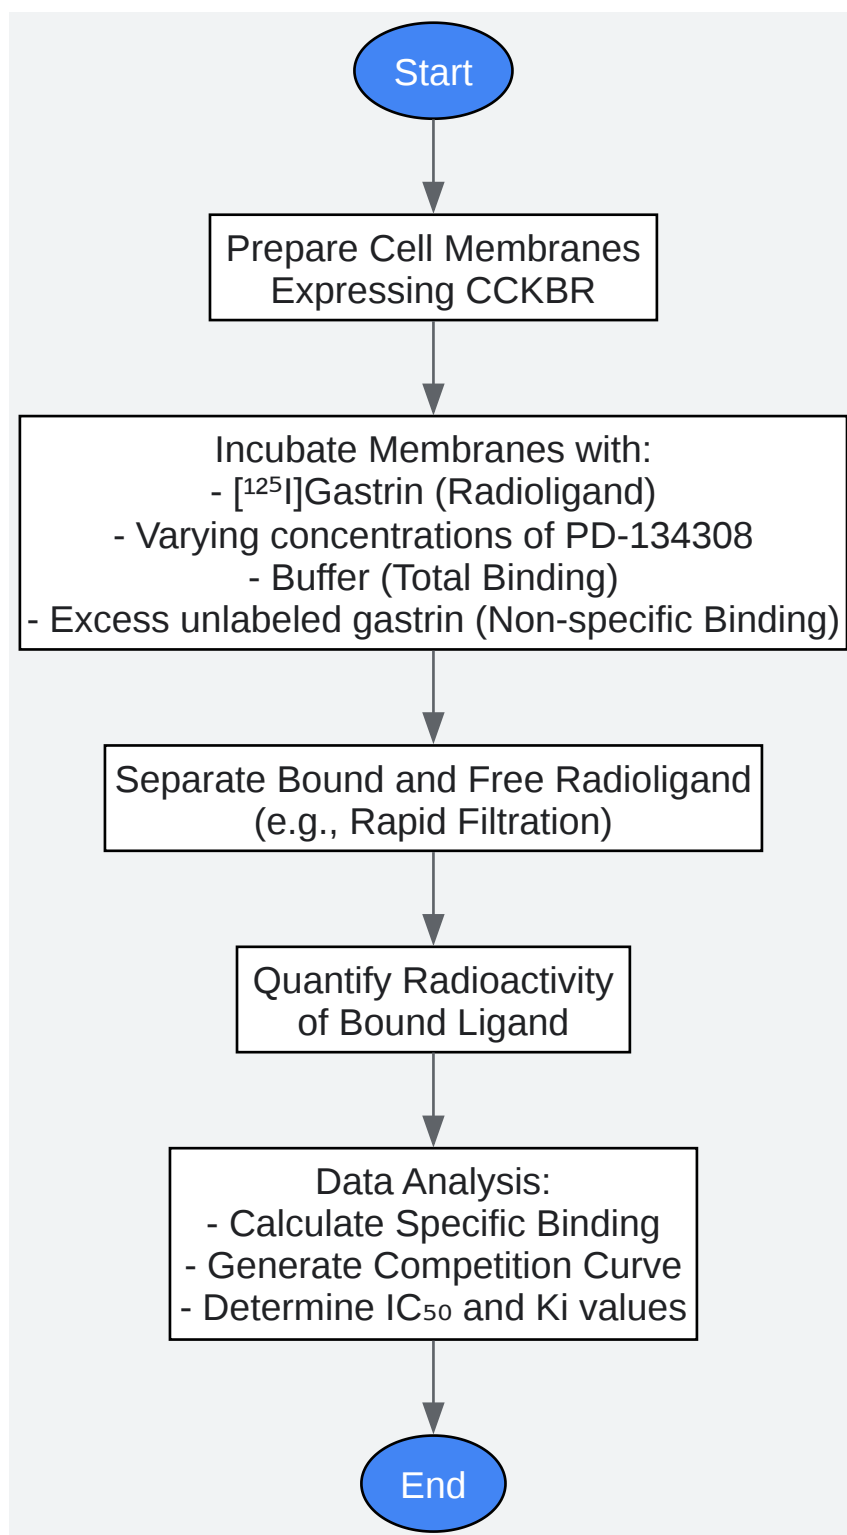 Start
Prepare Cell Membranes
Expressing CCKBR
Incubate Membranes with:
- [¹²⁵I]Gastrin (Radioligand)
- Varying concentrations of PD-134308
- Buffer (Total Binding)
- Excess unlabeled gastrin (Non-specific Binding)
Separate Bound and Free Radioligand
(e.g., Rapid Filtration)
Quantify Radioactivity
of Bound Ligand
Data Analysis:
- Calculate Specific Binding
- Generate Competition Curve
- Determine IC₅₀ and Ki values
End